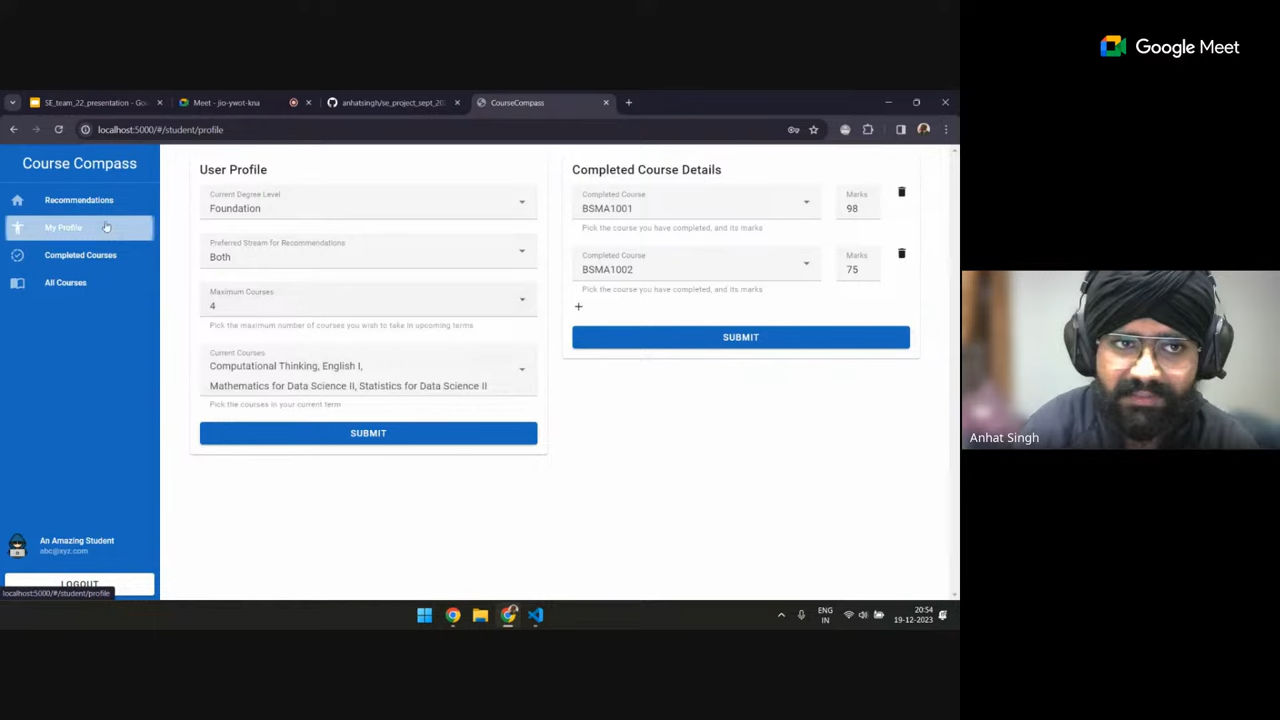 Google Meet
SE_team_22_presentation - Go
Meet - jio-ywot-kna
anhatsingh/se_project_sept_202
CourseCompass
localhost:5000/#/student/profile
Course Compass
Recommendations
My Profile
Completed Courses
All Courses
An Amazing Student
abc@xyz.com
LOGOUT
localhost:5000/#/student/profile
User Profile
Current Degree Level
Foundation
Preferred Stream for Recommendations
Both
Maximum Courses
4
Pick the maximum number of courses you wish to take in upcoming terms
Current Courses
Computational Thinking, English I,
Mathematics for Data Science II, Statistics for Data Science II
Pick the courses in your current term
SUBMIT
Completed Course Details
Completed Course
BSMA1001
Marks
98
Pick the course you have completed, and its marks
Completed Course
BSMA1002
Marks
75
Pick the course you have completed, and its marks
+
SUBMIT
Anhat Singh
ENG
IN
20:54
19-12-2023